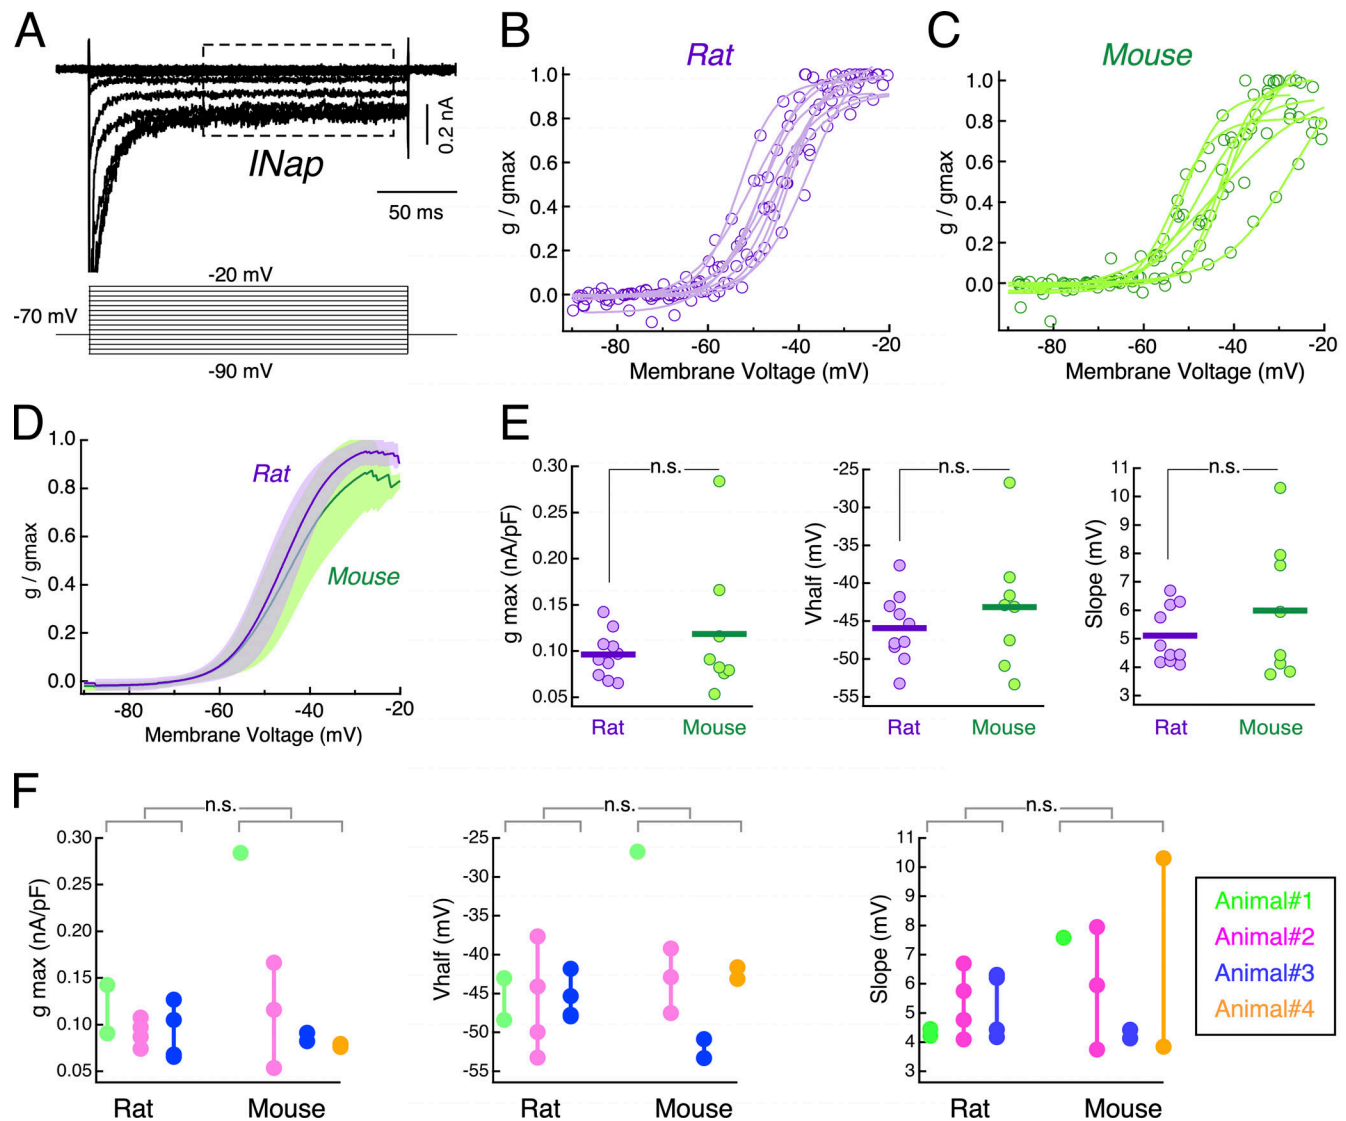 A
INap
0.2 nA
50 ms
-20 mV
-70 mV
-90 mV
B
Rat
g / gmax
1.0
0.8
0.6
0.4
0.2
0.0
-80
-60
-40
-20
Membrane Voltage (mV)
C
Mouse
g / gmax
1.0
0.8
0.6
0.4
0.2
0.0
-80
-60
-40
-20
Membrane Voltage (mV)
D
Rat
Mouse
g / gmax
1.0
0.8
0.6
0.4
0.2
0.0
-80
-60
-40
-20
Membrane Voltage (mV)
E
n.s.
g max (nA/pF)
0.30
0.25
0.20
0.15
0.10
0.05
Rat
Mouse
n.s.
Vhalf (mV)
-25
-30
-35
-40
-45
-50
-55
Rat
Mouse
n.s.
Slope (mV)
11
10
9
8
7
6
5
4
3
Rat
Mouse
F
n.s.
g max (nA/pF)
0.30
0.25
0.20
0.15
0.10
0.05
Rat
Mouse
n.s.
Vhalf (mV)
-25
-30
-35
-40
-45
-50
-55
Rat
Mouse
n.s.
Slope (mV)
11
10
9
8
7
6
5
4
3
Rat
Mouse
Animal#1
Animal#2
Animal#3
Animal#4